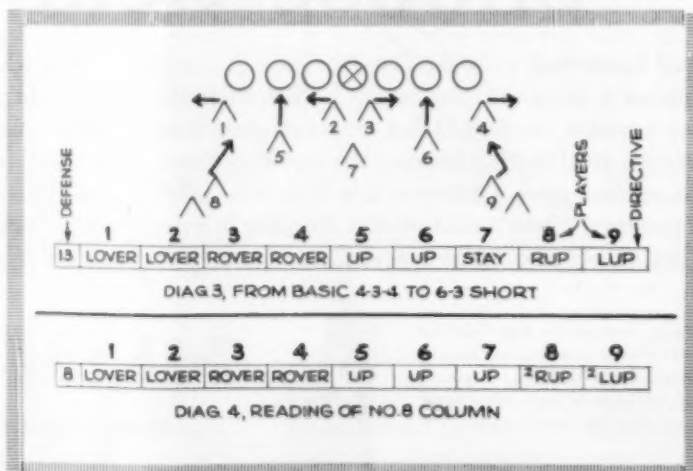 1 2 3 4
5 7 6
8 9
DEFENSE PLAYERS DIRECTIVE
1 2 3 4 5 6 7 8 9
13 LOVER LOVER ROVER ROVER UP UP STAY RUP LUP
DIAG 3, FROM BASIC 4-3-4 TO 6-3 SHORT
1 2 3 4 5 6 7 8 9
8 LOVER LOVER ROVER ROVER UP UP UP ²RUP ²LUP
DIAG 4, READING OF NO.8 COLUMN